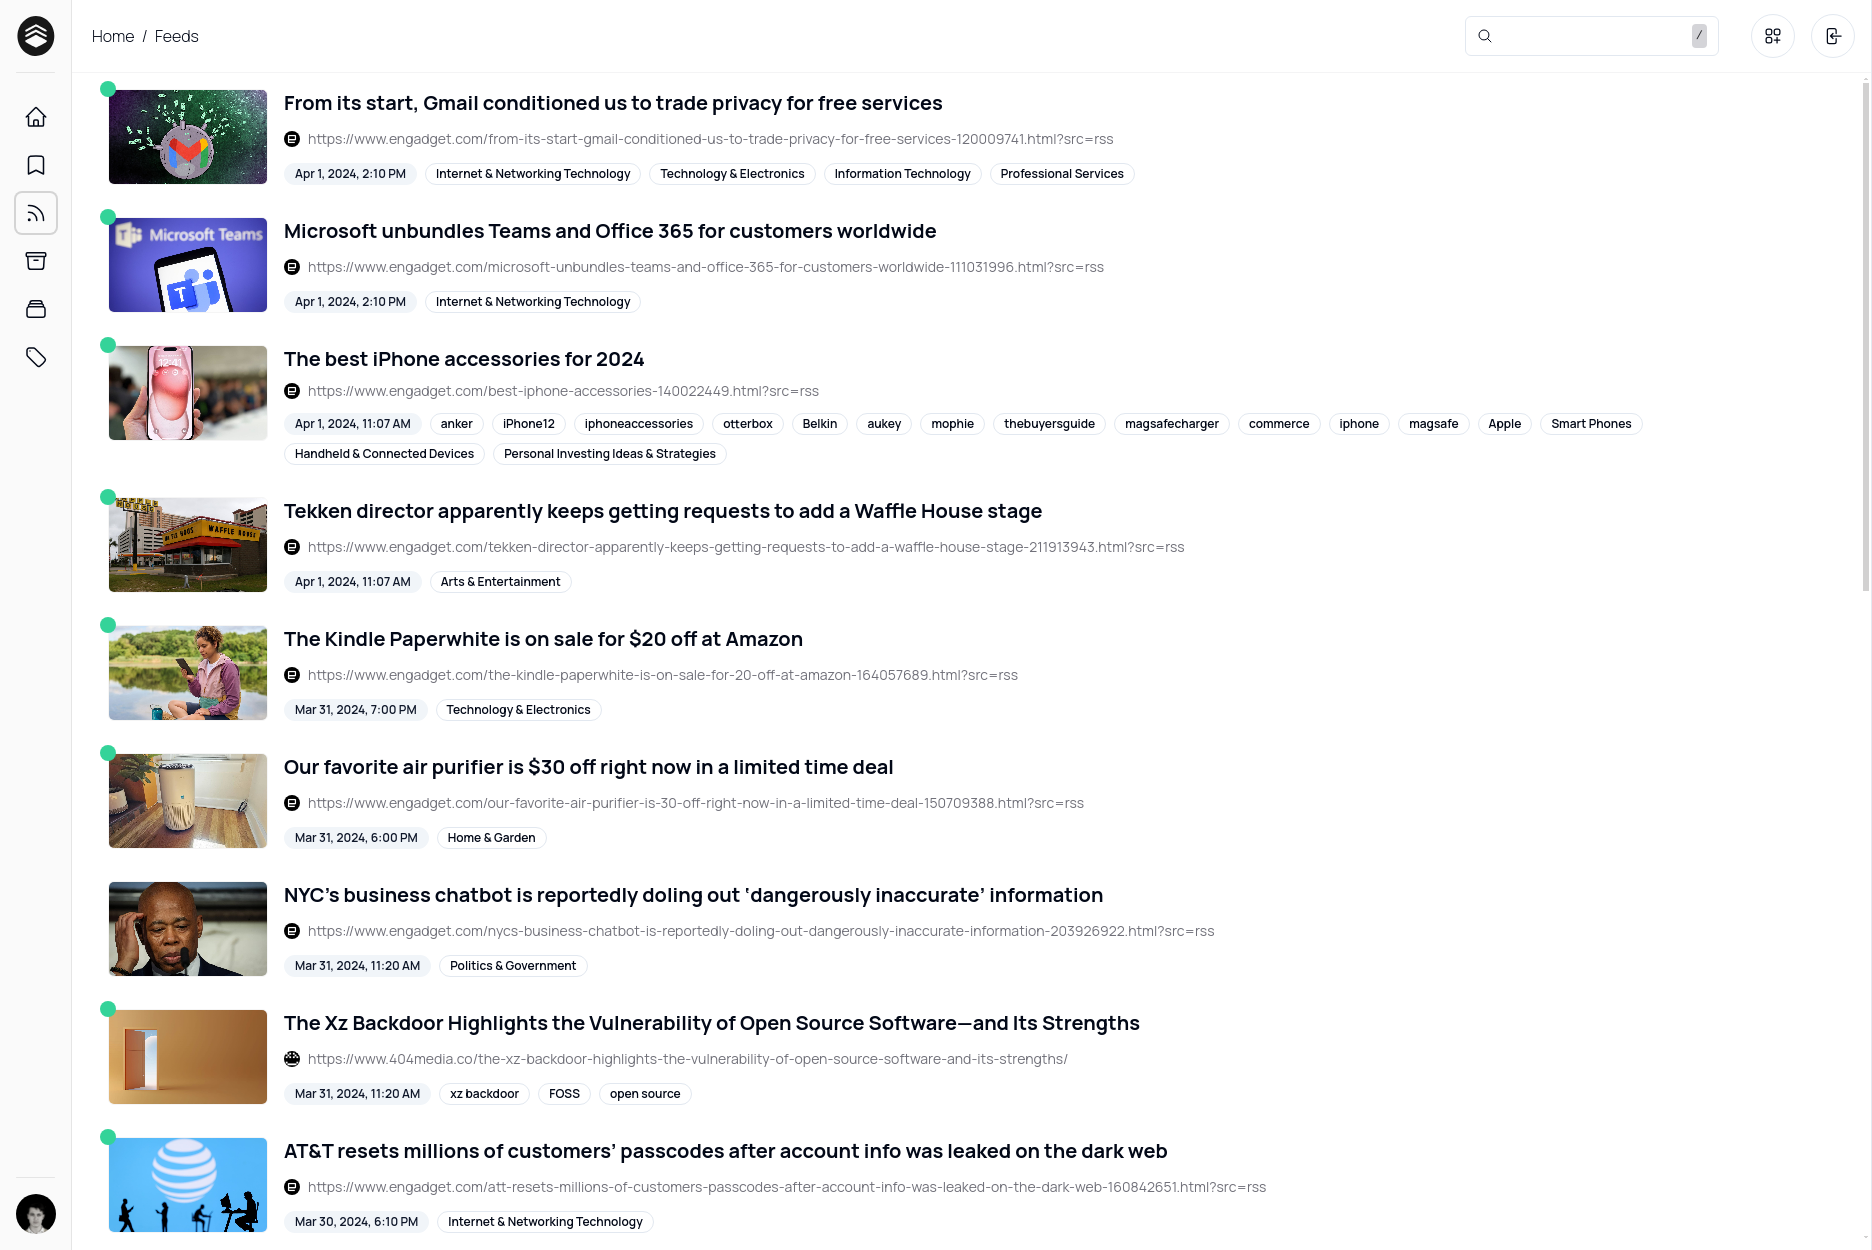 Home / Feeds
/
From its start, Gmail conditioned us to trade privacy for free services
https://www.engadget.com/from-its-start-gmail-conditioned-us-to-trade-privacy-for-free-services-120009741.html?src=rss
Apr 1, 2024, 2:10 PM Internet & Networking Technology Technology & Electronics Information Technology Professional Services
Microsoft Teams
Microsoft unbundles Teams and Office 365 for customers worldwide
https://www.engadget.com/microsoft-unbundles-teams-and-office-365-for-customers-worldwide-111031996.html?src=rss
Apr 1, 2024, 2:10 PM Internet & Networking Technology
12:41
The best iPhone accessories for 2024
https://www.engadget.com/best-iphone-accessories-140022449.html?src=rss
Apr 1, 2024, 11:07 AM anker iPhone12 iphoneaccessories otterbox Belkin aukey mophie thebuyersguide magsafecharger commerce iphone magsafe Apple Smart Phones
Handheld & Connected Devices Personal Investing Ideas & Strategies
WAFFLE HOUSE
Tekken director apparently keeps getting requests to add a Waffle House stage
https://www.engadget.com/tekken-director-apparently-keeps-getting-requests-to-add-a-waffle-house-stage-211913943.html?src=rss
Apr 1, 2024, 11:07 AM Arts & Entertainment
The Kindle Paperwhite is on sale for $20 off at Amazon
https://www.engadget.com/the-kindle-paperwhite-is-on-sale-for-20-off-at-amazon-164057689.html?src=rss
Mar 31, 2024, 7:00 PM Technology & Electronics
Our favorite air purifier is $30 off right now in a limited time deal
https://www.engadget.com/our-favorite-air-purifier-is-30-off-right-now-in-a-limited-time-deal-150709388.html?src=rss
Mar 31, 2024, 6:00 PM Home & Garden
NYC’s business chatbot is reportedly doling out ‘dangerously inaccurate’ information
https://www.engadget.com/nycs-business-chatbot-is-reportedly-doling-out-dangerously-inaccurate-information-203926922.html?src=rss
Mar 31, 2024, 11:20 AM Politics & Government
The Xz Backdoor Highlights the Vulnerability of Open Source Software—and Its Strengths
https://www.404media.co/the-xz-backdoor-highlights-the-vulnerability-of-open-source-software-and-its-strengths/
Mar 31, 2024, 11:20 AM xz backdoor FOSS open source
AT&T resets millions of customers’ passcodes after account info was leaked on the dark web
https://www.engadget.com/att-resets-millions-of-customers-passcodes-after-account-info-was-leaked-on-the-dark-web-160842651.html?src=rss
Mar 30, 2024, 6:10 PM Internet & Networking Technology